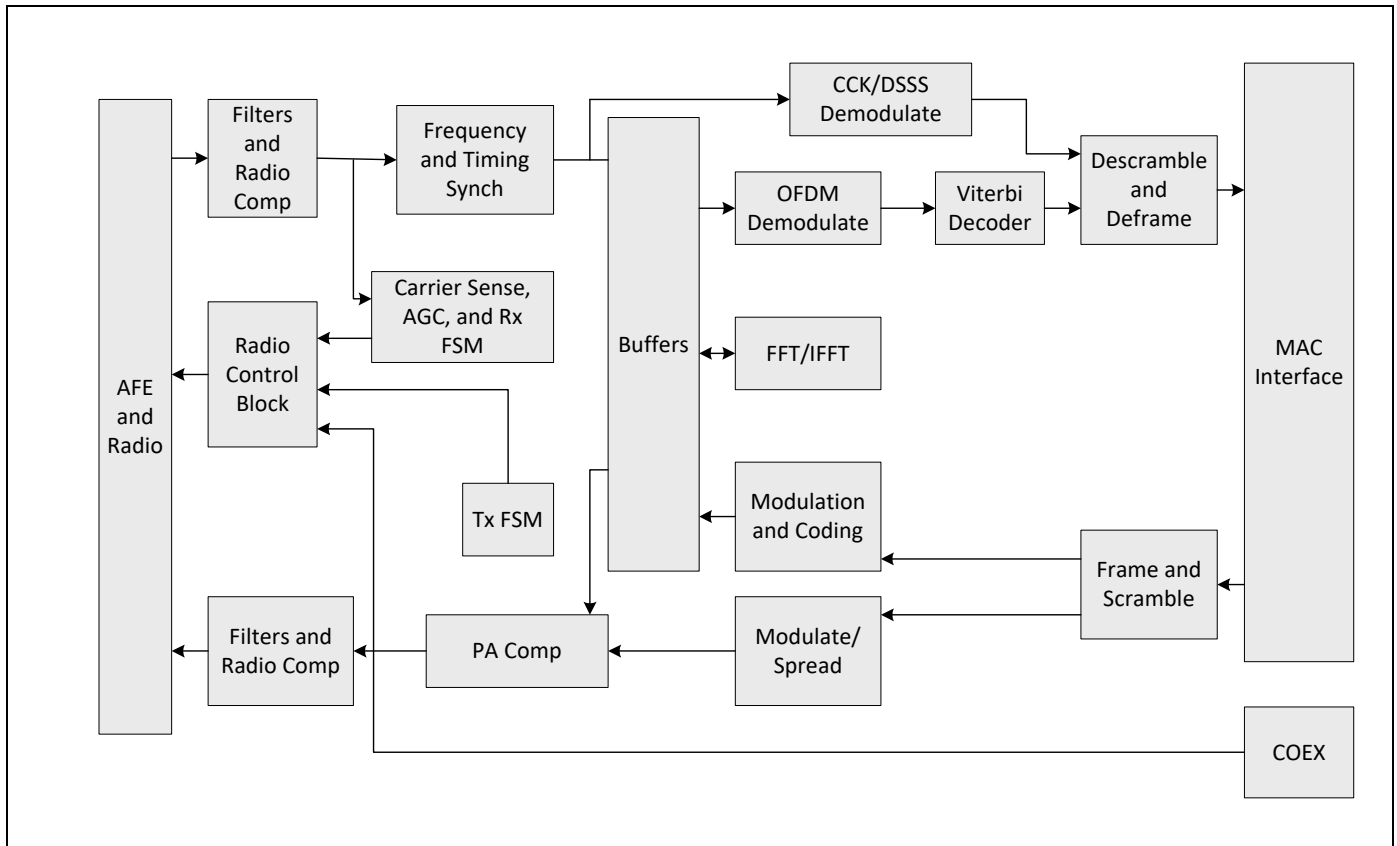 AFE
and
Radio
Filters
and
Radio
Comp
Frequency
and Timing
Synch
CCK/DSSS
Demodulate
OFDM
Demodulate
Viterbi
Decoder
Descramble
and
Deframe
MAC
Interface
Carrier Sense,
AGC, and Rx
FSM
Radio
Control
Block
Buffers
FFT/IFFT
Tx FSM
Modulation
and Coding
Frame and
Scramble
Filters and
Radio Comp
PA Comp
Modulate/
Spread
COEX